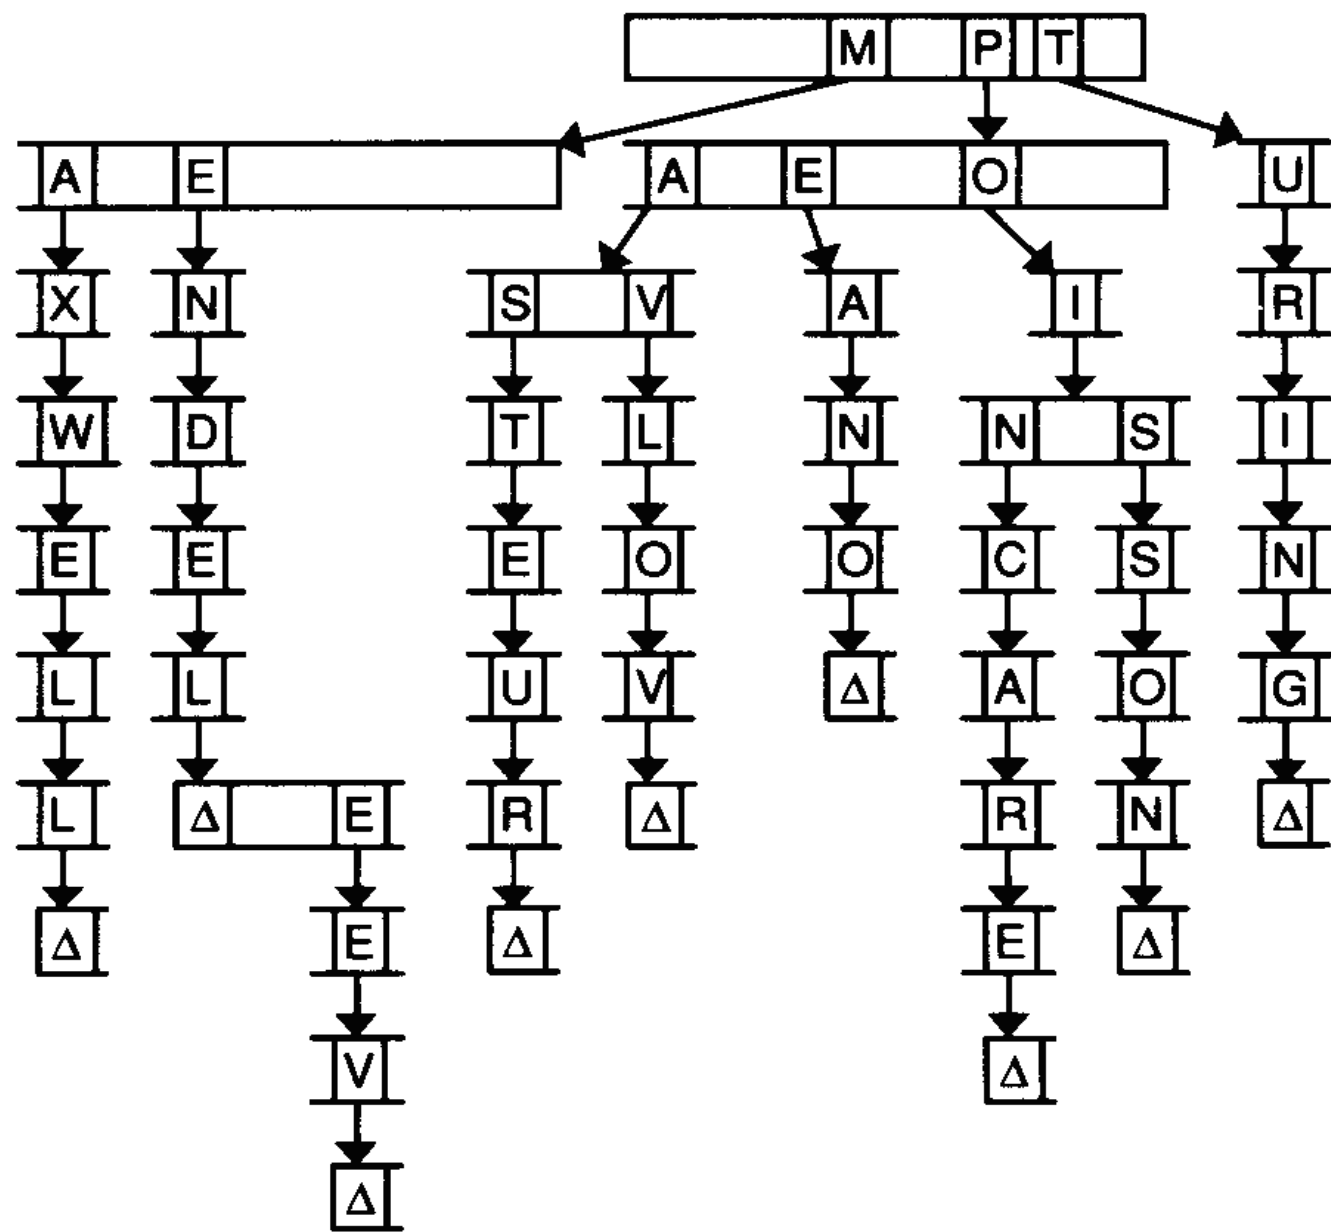 M P T
A E A E O U
X N S V A I R
W D T L N N S I
E E E O O C S N
L L U V Δ A O G
L Δ E R Δ R N Δ
Δ E Δ E Δ
V Δ
Δ